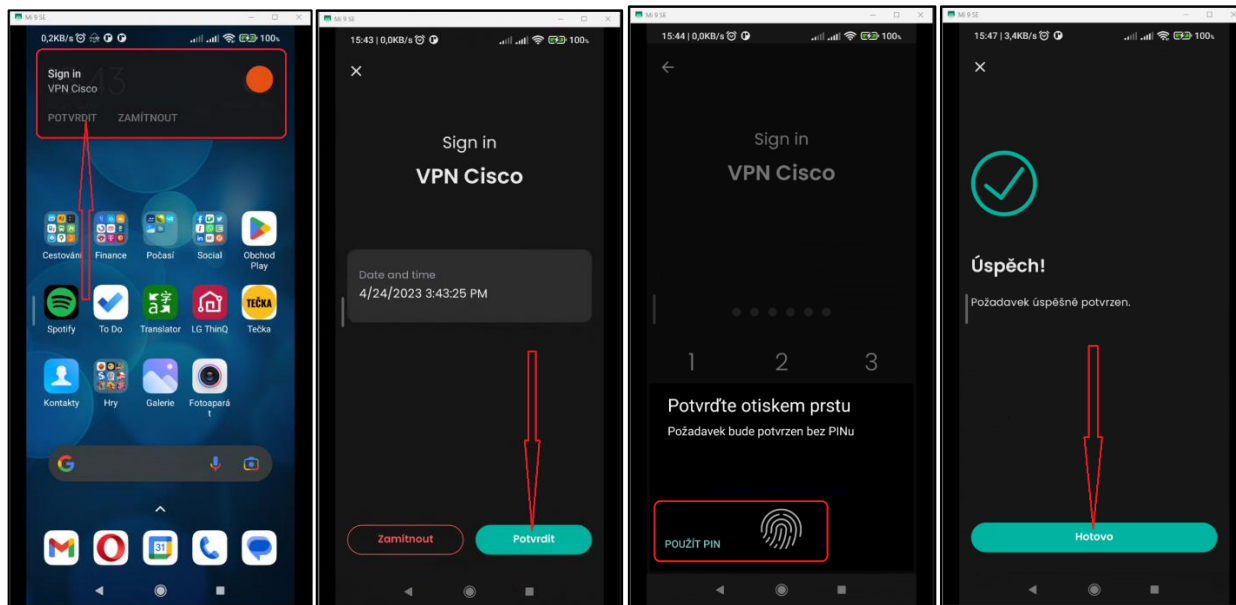 Mi 9 SE
0,2KB/s
100%
Sign in
VPN Cisco
POTVRDIT ZAMÍTNOUT
Cestování Finance Počasí Social Obchod Play
TEČKA
Spotify To Do Translator LG ThinQ Tečka
Kontakty Hry Galerie Fotoapará
t
31
Mi 9 SE
15:43 | 0,0KB/s
100%
Sign in
VPN Cisco
Date and time
4/24/2023 3:43:25 PM
Zamítnout Potvrdit
Mi 9 SE
15:44 | 0,0KB/s
100%
Sign in
VPN Cisco
1 2 3
Potvrďte otiskem prstu
Požadavek bude potvrzen bez PINu
POUŽÍT PIN
Mi 9 SE
15:47 | 3,4KB/s
100%
Úspěch!
Požadavek úspěšně potvrzen.
Hotovo